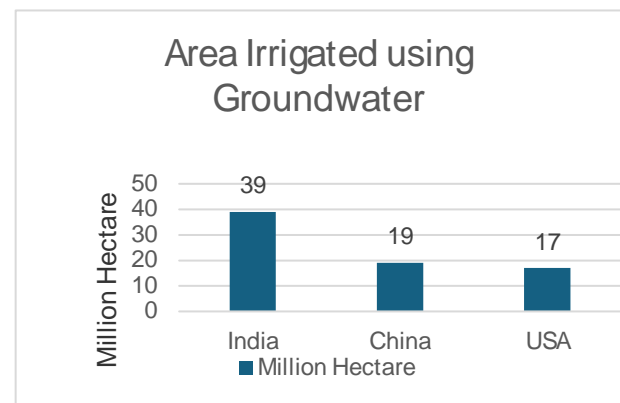 Area Irrigated using
Groundwater
Million Hectare
50
40
30
20
10
0
39
19
17
India China USA
Million Hectare